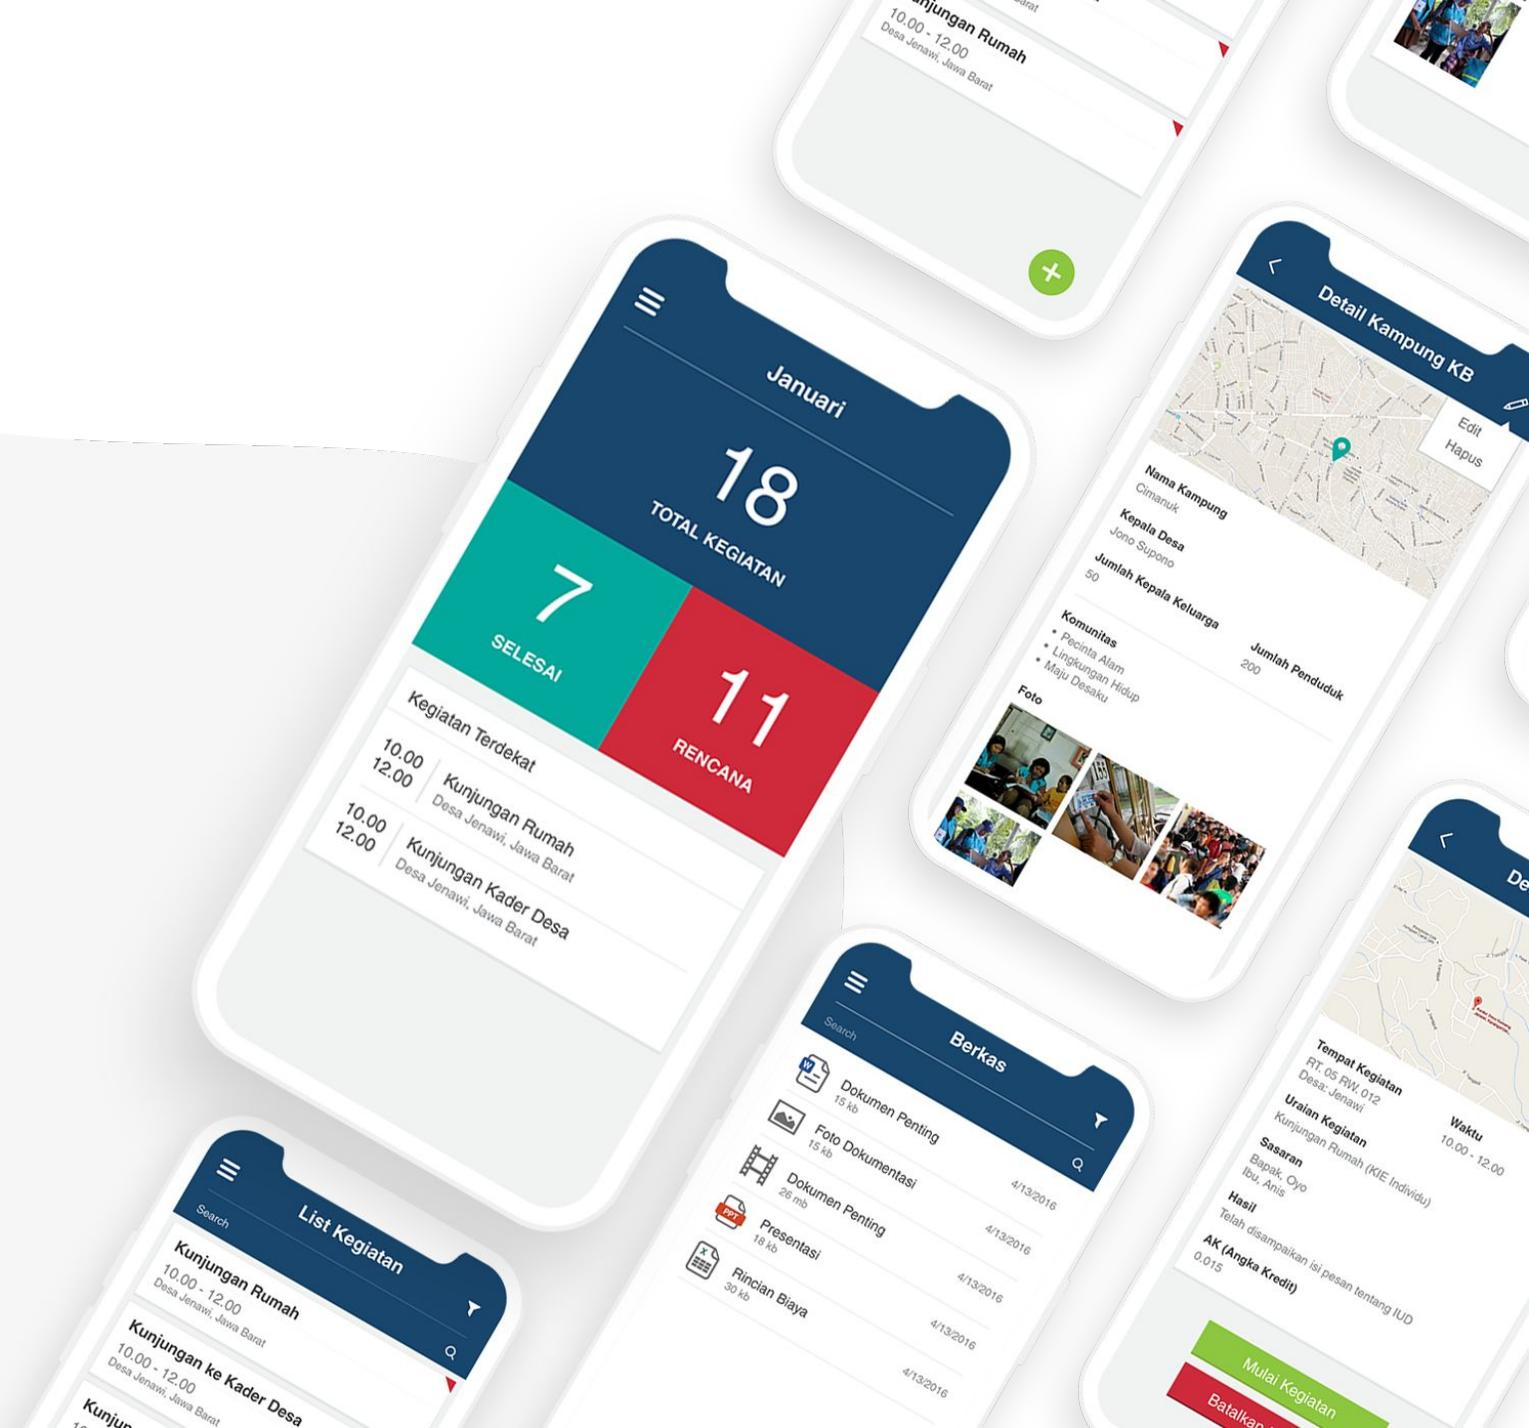 Kunjungan Rumah
10.00 - 12.00
Desa Jenawi, Jawa Barat
Januari
18
TOTAL KEGIATAN
7
SELESAI
11
RENCANA
Kegiatan Terdekat
10.00
12.00
Kunjungan Rumah
Desa Jenawi, Jawa Barat
10.00
12.00
Kunjungan Kader Desa
Desa Jenawi, Jawa Barat
Detail Kampung KB
Edit
Hapus
Nama Kampung
Cimanuk
Kepala Desa
Jono Supono
Jumlah Kepala Keluarga
50
Jumlah Penduduk
200
Komunitas
• Pecinta Alam
• Lingkungan Hidup
• Maju Desaku
Foto
Berkas
Search
Dokumen Penting
15 kb
4/13/2016
Foto Dokumentasi
15 kb
4/13/2016
Dokumen Penting
26 mb
4/13/2016
PPT
Presentasi
18 kb
4/13/2016
Rincian Biaya
30 kb
4/13/2016
List Kegiatan
Search
Kunjungan Rumah
10.00 - 12.00
Desa Jenawi, Jawa Barat
Kunjungan ke Kader Desa
10.00 - 12.00
Desa Jenawi, Jawa Barat
Tempat Kegiatan
RT. 05 RW. 012
Desa: Jenawi
Waktu
10.00 - 12.00
Uraian Kegiatan
Kunjungan Rumah (KIE Individu)
Sasaran
Bapak, Oyo
Ibu, Anis
Hasil
Telah disampaikan isi pesan tentang IUD
AK (Angka Kredit)
0.015
Mulai Kegiatan
Batalkan